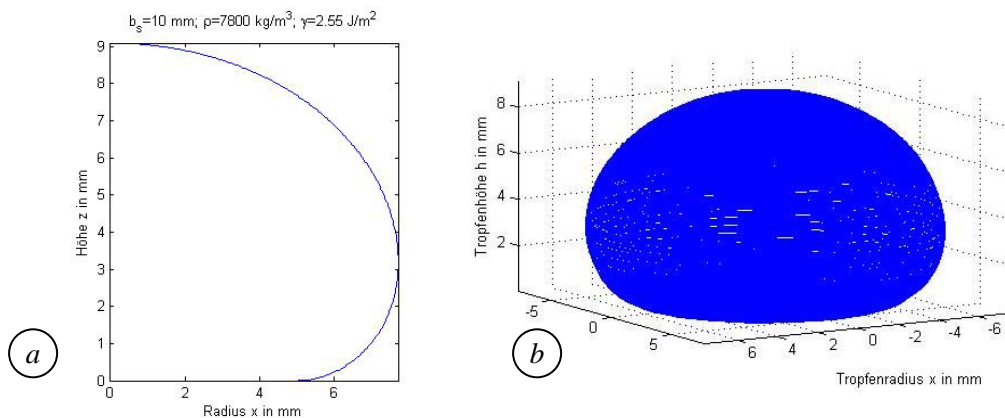 b_s=10 mm; ρ=7800 kg/m³; γ=2.55 J/m²
9
8
7
6
5
4
3
2
1
0
Höhe z in mm
0 2 4 6
Radius x in mm
a
8
6
4
2
Tropfenhöhe h in mm
-5
0
5
6 4 2 0 -2 -4 -6
Tropfenradius x in mm
b